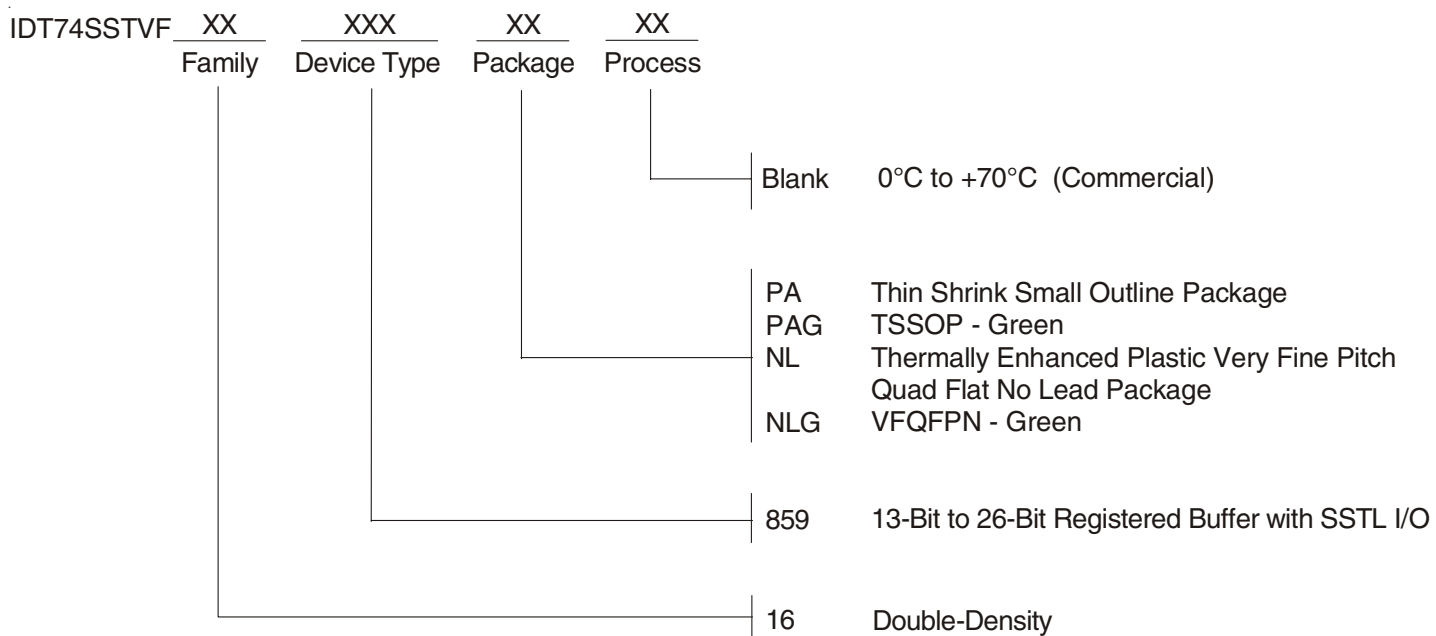 IDT74SSTVF XX XXX XX XX
Family Device Type Package Process
Blank 0°C to +70°C (Commercial)
PA Thin Shrink Small Outline Package
PAG TSSOP - Green
NL Thermally Enhanced Plastic Very Fine Pitch
Quad Flat No Lead Package
NLG VFQFPN - Green
859 13-Bit to 26-Bit Registered Buffer with SSTL I/O
16 Double-Density